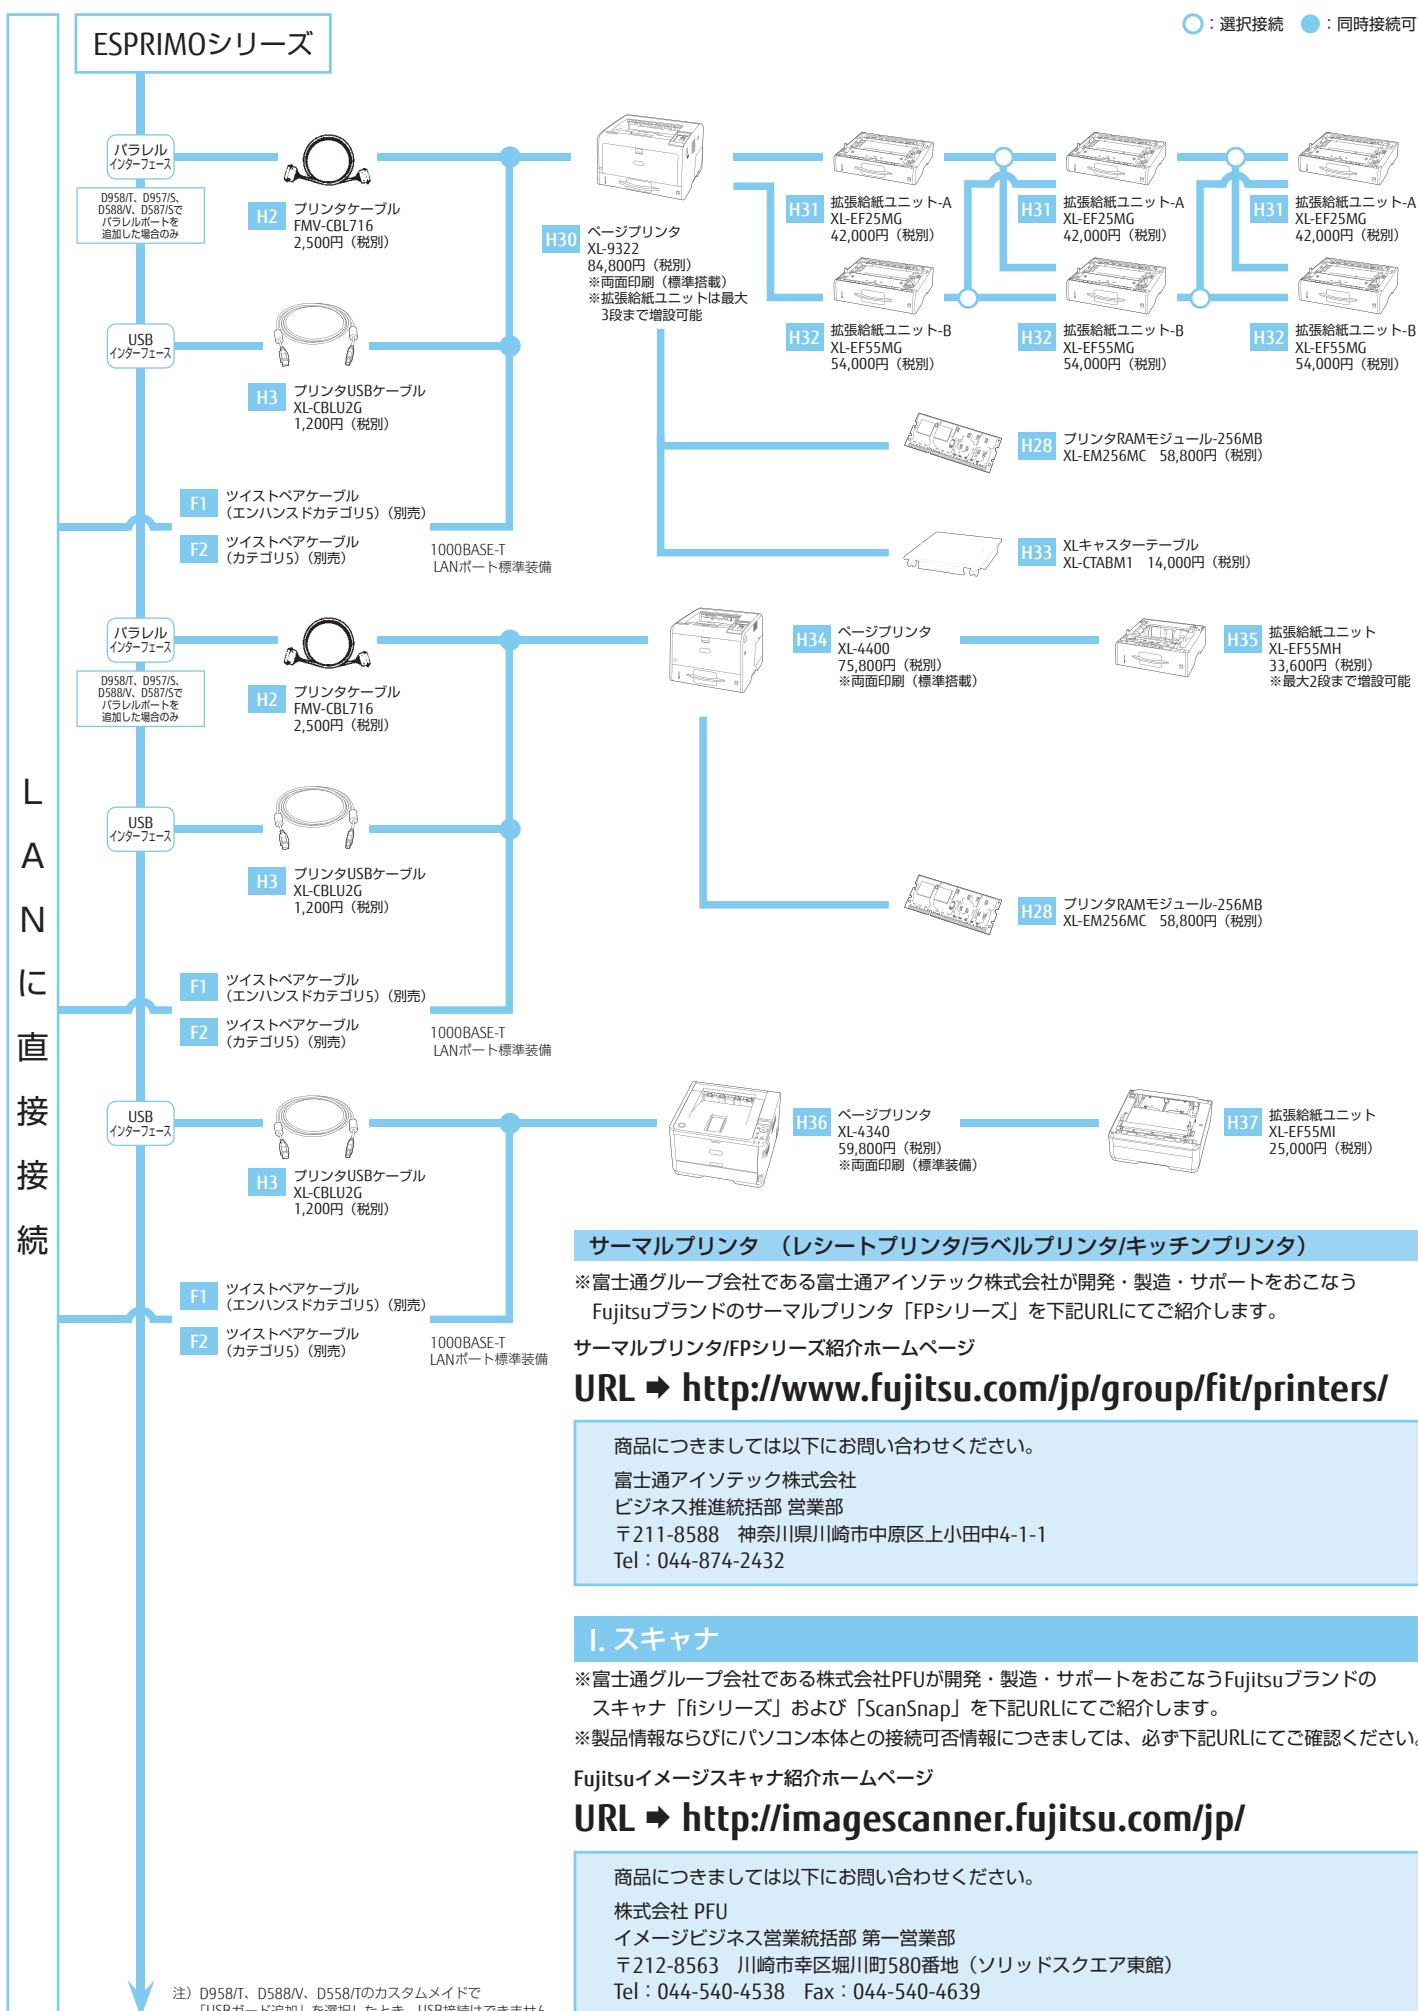 ○：選択接続　●：同時接続可
ESPRIMOシリーズ
LANに直接接続
パラレル
インターフェース
D958/T、D957/S、
D588/V、D587/Sで
パラレルポートを
追加した場合のみ
H2 プリンタケーブル
FMV-CBL716
2,500円（税別）
USB
インターフェース
H3 プリンタUSBケーブル
XL-CBLU2G
1,200円（税別）
F1 ツイストペアケーブル
（エンハンスドカテゴリ5）（別売）
F2 ツイストペアケーブル
（カテゴリ5）（別売）
1000BASE-T
LANポート標準装備
H30 ページプリンタ
XL-9322
84,800円（税別）
※両面印刷（標準搭載）
※拡張給紙ユニットは最大
3段まで増設可能
H31 拡張給紙ユニット-A
XL-EF25MG
42,000円（税別）
H31 拡張給紙ユニット-A
XL-EF25MG
42,000円（税別）
H31 拡張給紙ユニット-A
XL-EF25MG
42,000円（税別）
H32 拡張給紙ユニット-B
XL-EF55MG
54,000円（税別）
H32 拡張給紙ユニット-B
XL-EF55MG
54,000円（税別）
H32 拡張給紙ユニット-B
XL-EF55MG
54,000円（税別）
H28 プリンタRAMモジュール-256MB
XL-EM256MC　58,800円（税別）
H33 XLキャスターテーブル
XL-CTABM1　14,000円（税別）
パラレル
インターフェース
D958/T、D957/S、
D588/V、D587/Sで
パラレルポートを
追加した場合のみ
H2 プリンタケーブル
FMV-CBL716
2,500円（税別）
USB
インターフェース
H3 プリンタUSBケーブル
XL-CBLU2G
1,200円（税別）
F1 ツイストペアケーブル
（エンハンスドカテゴリ5）（別売）
F2 ツイストペアケーブル
（カテゴリ5）（別売）
1000BASE-T
LANポート標準装備
H34 ページプリンタ
XL-4400
75,800円（税別）
※両面印刷（標準搭載）
H35 拡張給紙ユニット
XL-EF55MH
33,600円（税別）
※最大2段まで増設可能
H28 プリンタRAMモジュール-256MB
XL-EM256MC　58,800円（税別）
USB
インターフェース
H3 プリンタUSBケーブル
XL-CBLU2G
1,200円（税別）
F1 ツイストペアケーブル
（エンハンスドカテゴリ5）（別売）
F2 ツイストペアケーブル
（カテゴリ5）（別売）
1000BASE-T
LANポート標準装備
H36 ページプリンタ
XL-4340
59,800円（税別）
※両面印刷（標準装備）
H37 拡張給紙ユニット
XL-EF55MI
25,000円（税別）
サーマルプリンタ　（レシートプリンタ/ラベルプリンタ/キッチンプリンタ）
※富士通グループ会社である富士通アイソテック株式会社が開発・製造・サポートをおこなう
Fujitsuブランドのサーマルプリンタ「FPシリーズ」を下記URLにてご紹介します。
サーマルプリンタ/FPシリーズ紹介ホームページ
URL ➡ http://www.fujitsu.com/jp/group/fit/printers/
商品につきましては以下にお問い合わせください。
富士通アイソテック株式会社
ビジネス推進統括部 営業部
〒211-8588　神奈川県川崎市中原区上小田中4-1-1
Tel：044-874-2432
I. スキャナ
※富士通グループ会社である株式会社PFUが開発・製造・サポートをおこなうFujitsuブランドの
スキャナ「fiシリーズ」および「ScanSnap」を下記URLにてご紹介します。
※製品情報ならびにパソコン本体との接続可否情報につきましては、必ず下記URLにてご確認ください。
Fujitsuイメージスキャナ紹介ホームページ
URL ➡ http://imagescanner.fujitsu.com/jp/
商品につきましては以下にお問い合わせください。
株式会社 PFU
イメージビジネス営業統括部 第一営業部
〒212-8563　川崎市幸区堀川町580番地（ソリッドスクエア東館）
Tel：044-540-4538　Fax：044-540-4639
注）D958/T、D588/V、D558/Tのカスタムメイドで
「USBガード追加」を選択したとき、USB接続はできません